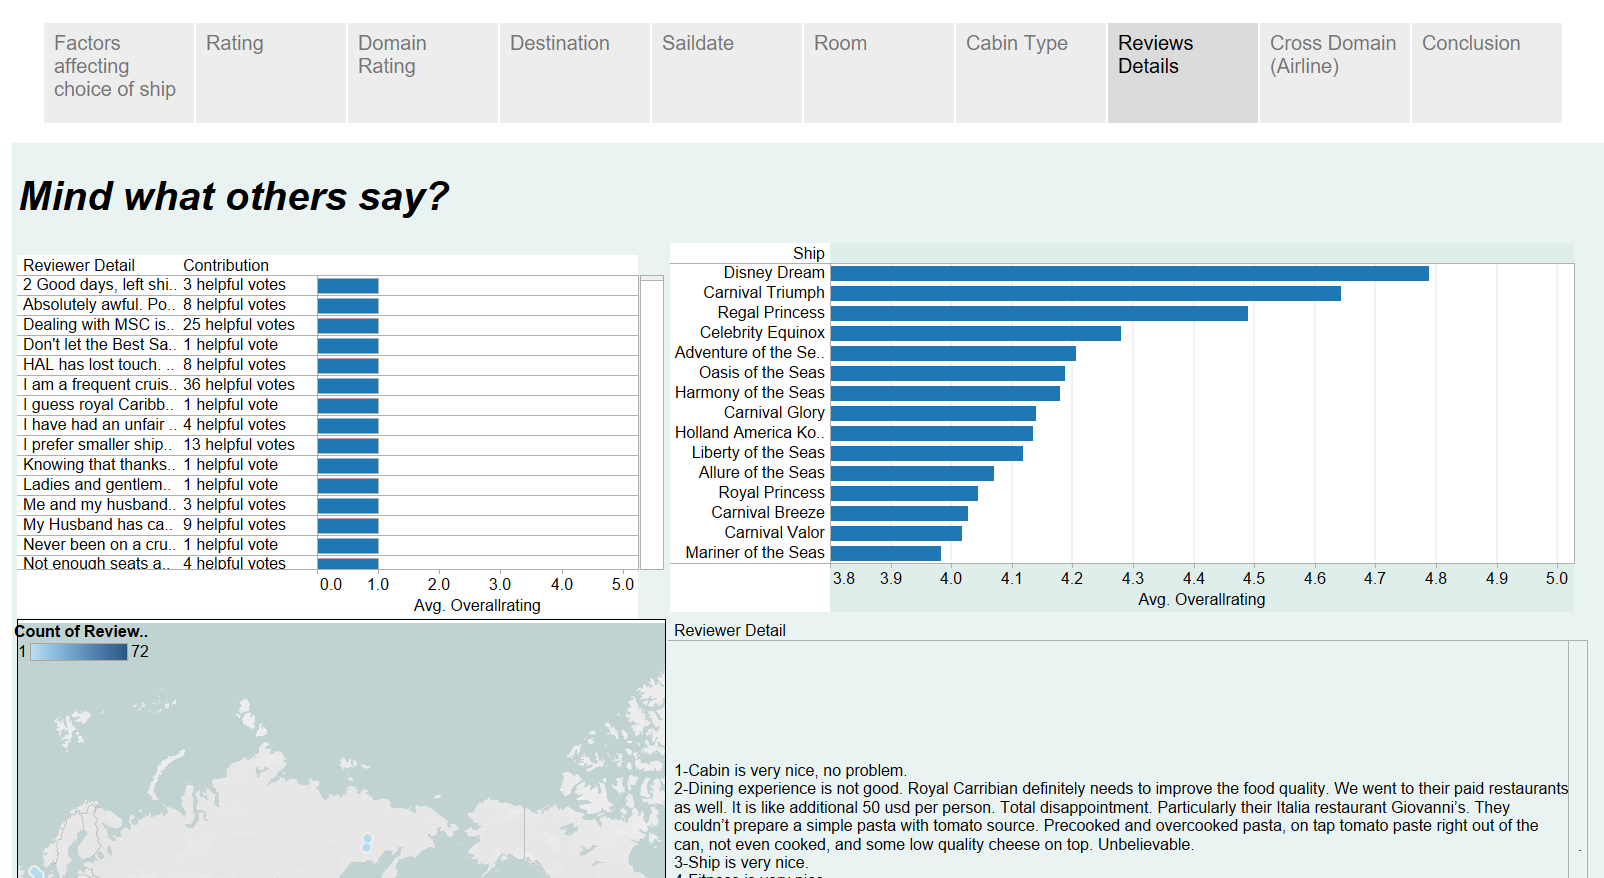 Factors
affecting
choice of ship
Rating
Domain
Rating
Destination
Saildate
Room
Cabin Type
Reviews
Details
Cross Domain
(Airline)
Conclusion
Mind what others say?
Reviewer Detail Contribution
2 Good days, left shi.. 3 helpful votes
Absolutely awful. Po.. 8 helpful votes
Dealing with MSC is.. 25 helpful votes
Don't let the Best Sa.. 1 helpful vote
HAL has lost touch. .. 8 helpful votes
I am a frequent cruis.. 36 helpful votes
I guess royal Caribb.. 1 helpful vote
I have had an unfair .. 4 helpful votes
I prefer smaller ship.. 13 helpful votes
Knowing that thanks.. 1 helpful vote
Ladies and gentlem.. 1 helpful vote
Me and my husband.. 3 helpful votes
My Husband has ca.. 9 helpful votes
Never been on a cru.. 1 helpful vote
Not enough seats a.. 4 helpful votes
0.0 1.0 2.0 3.0 4.0 5.0
Avg. Overallrating
Ship
Disney Dream
Carnival Triumph
Regal Princess
Celebrity Equinox
Adventure of the Se..
Oasis of the Seas
Harmony of the Seas
Carnival Glory
Holland America Ko..
Liberty of the Seas
Allure of the Seas
Royal Princess
Carnival Breeze
Carnival Valor
Mariner of the Seas
3.8 3.9 4.0 4.1 4.2 4.3 4.4 4.5 4.6 4.7 4.8 4.9 5.0
Avg. Overallrating
Count of Review..
1 72
Reviewer Detail
1-Cabin is very nice, no problem.
2-Dining experience is not good. Royal Carribian definitely needs to improve the food quality. We went to their paid restaurants
as well. It is like additional 50 usd per person. Total disappointment. Particularly their Italia restaurant Giovanni's. They
couldn't prepare a simple pasta with tomato source. Precooked and overcooked pasta, on tap tomato paste right out of the
can, not even cooked, and some low quality cheese on top. Unbelievable.
3-Ship is very nice.
4-Fitness is very nice